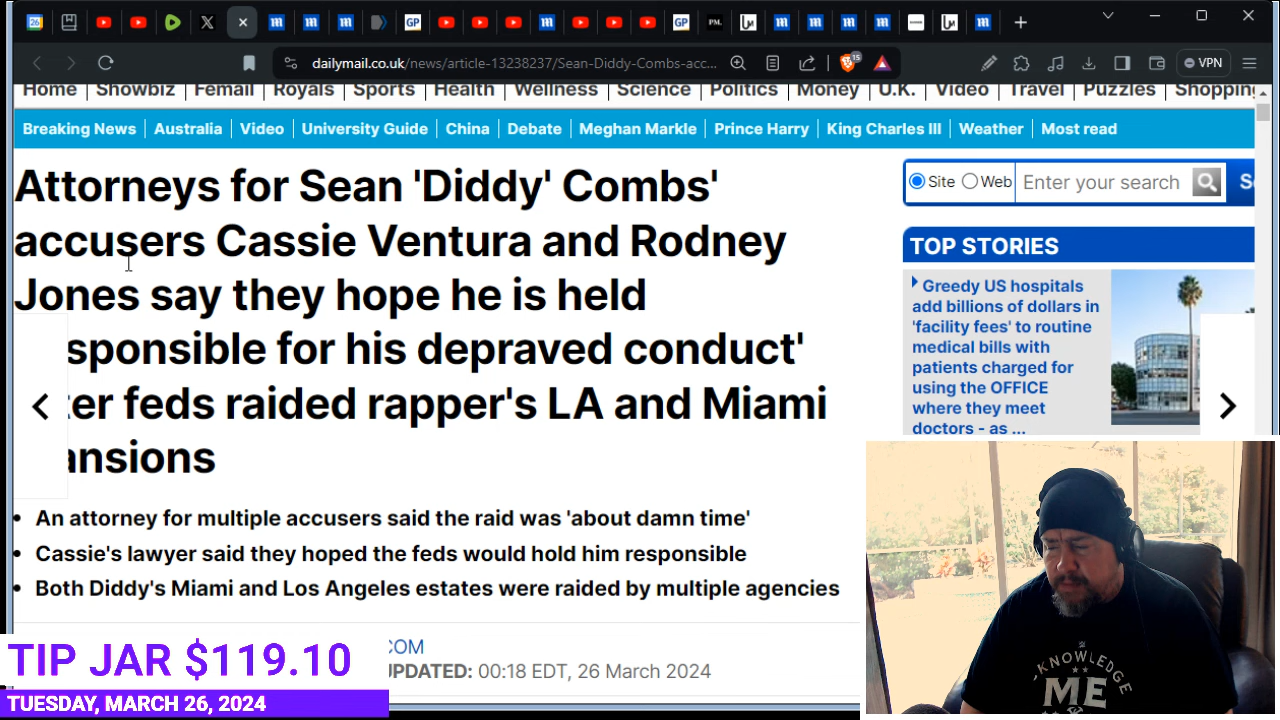 26
GP
GP
PM.
dailymail.co.uk/news/article-13238237/Sean-Diddy-Combs-acc...
15
VPN
Home Showbiz Femail Royals Sports Health Wellness Science Politics Money U.K. Video Travel Puzzles Shopping
Breaking News Australia Video University Guide China Debate Meghan Markle Prince Harry King Charles III Weather Most read
Attorneys for Sean 'Diddy' Combs'
accusers Cassie Ventura and Rodney
Jones say they hope he is held
sponsible for his depraved conduct'
ter feds raided rapper's LA and Miami
ansions
• An attorney for multiple accusers said the raid was 'about damn time'
• Cassie's lawyer said they hoped the feds would hold him responsible
• Both Diddy's Miami and Los Angeles estates were raided by multiple agencies
COM
UPDATED: 00:18 EDT, 26 March 2024
Site Web Enter your search
TOP STORIES
Greedy US hospitals
add billions of dollars in
'facility fees' to routine
medical bills with
patients charged for
using the OFFICE
where they meet
doctors - as ...
TIP JAR $119.10
TUESDAY, MARCH 26, 2024
KNOWLEDGE
ME